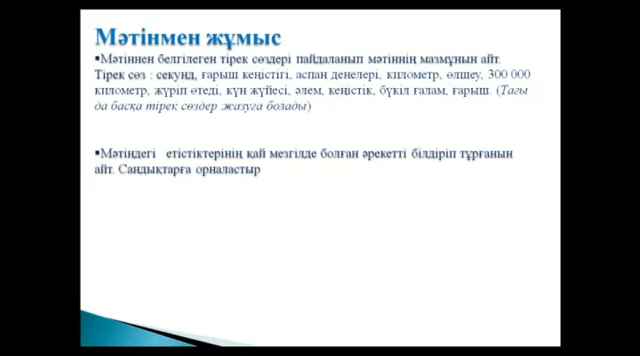 Мәтінмен жұмыс
▪Мәтіннен белгілеген тірек сөздері пайдаланып мәтіннің мазмұнын айт.
Тірек сөз : секунд, ғарыш кеңістігі, аспан денелері, километр, өлшеу, 300 000
километр, жүріп өтеді, күн жүйесі, әлем, кеңістік, бүкіл ғалам, ғарыш. (Тағы
да басқа тірек сөздер жазуға болады)
▪Мәтіндегі етістіктерінің қай мезгілде болған әрекетті білдіріп тұрғанын
айт. Сандықтарға орналастыр